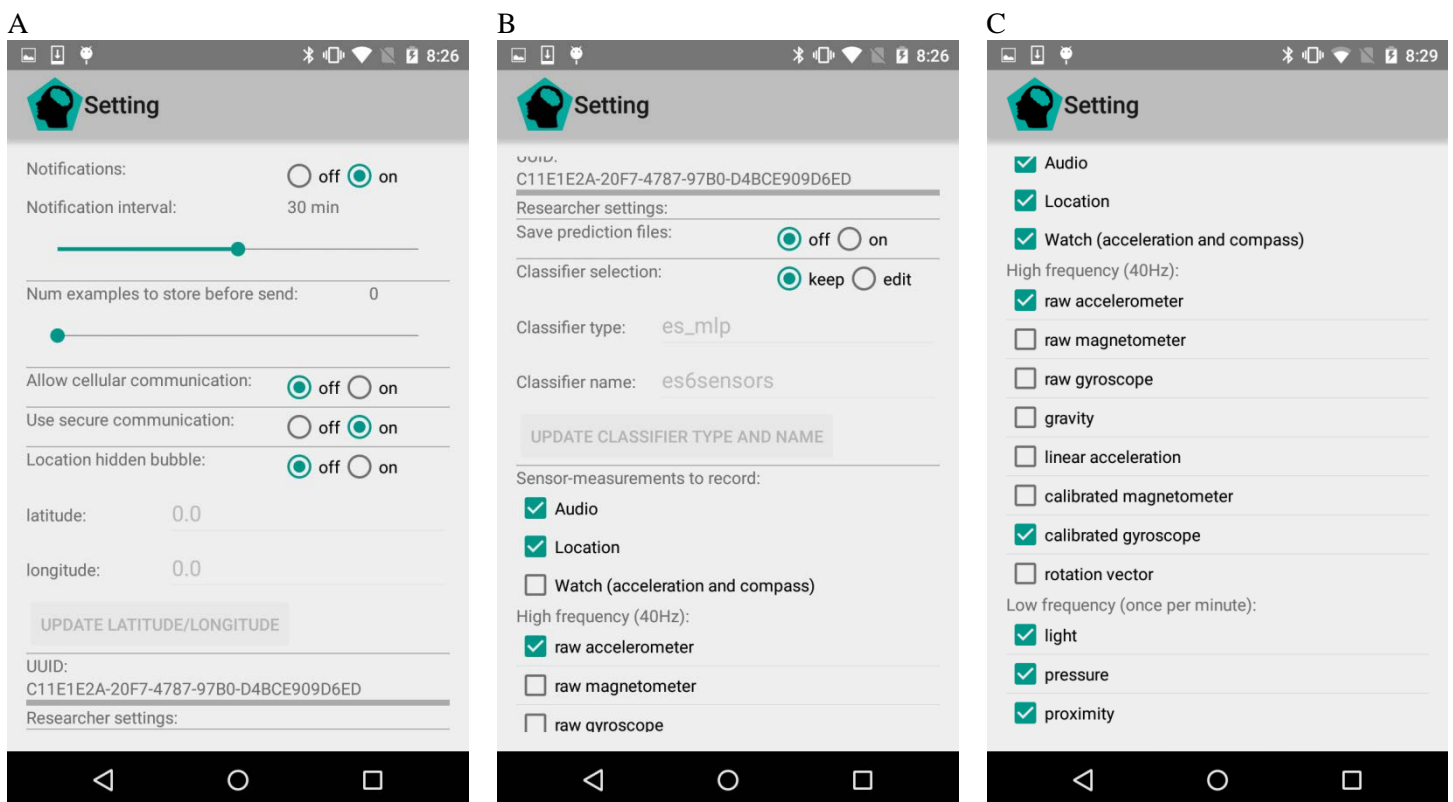 A
8:26
Setting
Notifications: off on
Notification interval: 30 min
Num examples to store before send: 0
Allow cellular communication: off on
Use secure communication: off on
Location hidden bubble: off on
latitude: 0.0
longitude: 0.0
UPDATE LATITUDE/LONGITUDE
UUID:
C11E1E2A-20F7-4787-97B0-D4BCE909D6ED
Researcher settings:
B
8:26
Setting
UUID:
C11E1E2A-20F7-4787-97B0-D4BCE909D6ED
Researcher settings:
Save prediction files: off on
Classifier selection: keep edit
Classifier type: es_mlp
Classifier name: es6sensors
UPDATE CLASSIFIER TYPE AND NAME
Sensor-measurements to record:
Audio
Location
Watch (acceleration and compass)
High frequency (40Hz):
raw accelerometer
raw magnetometer
raw gyroscope
C
8:29
Setting
Audio
Location
Watch (acceleration and compass)
High frequency (40Hz):
raw accelerometer
raw magnetometer
raw gyroscope
gravity
linear acceleration
calibrated magnetometer
calibrated gyroscope
rotation vector
Low frequency (once per minute):
light
pressure
proximity